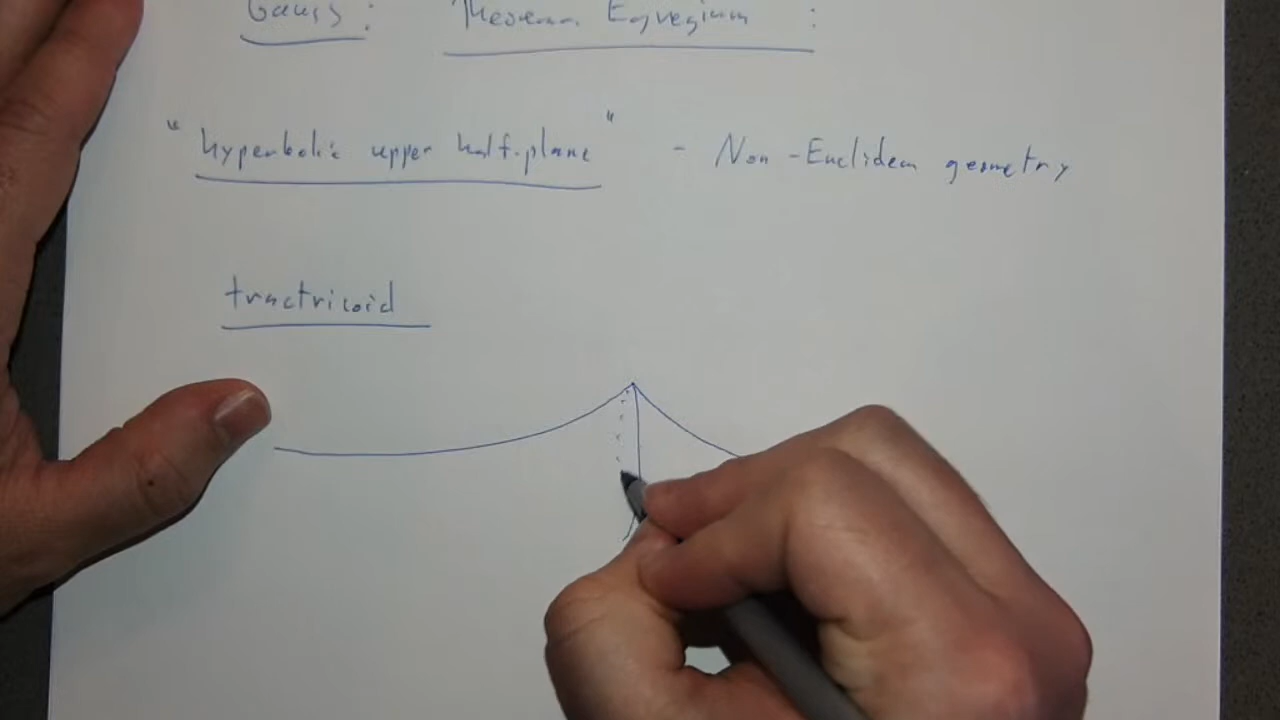 Gauss: Theorema Egregium :
"hyperbolic upper half-plane" - Non-Euclidean geometry
tractricoid